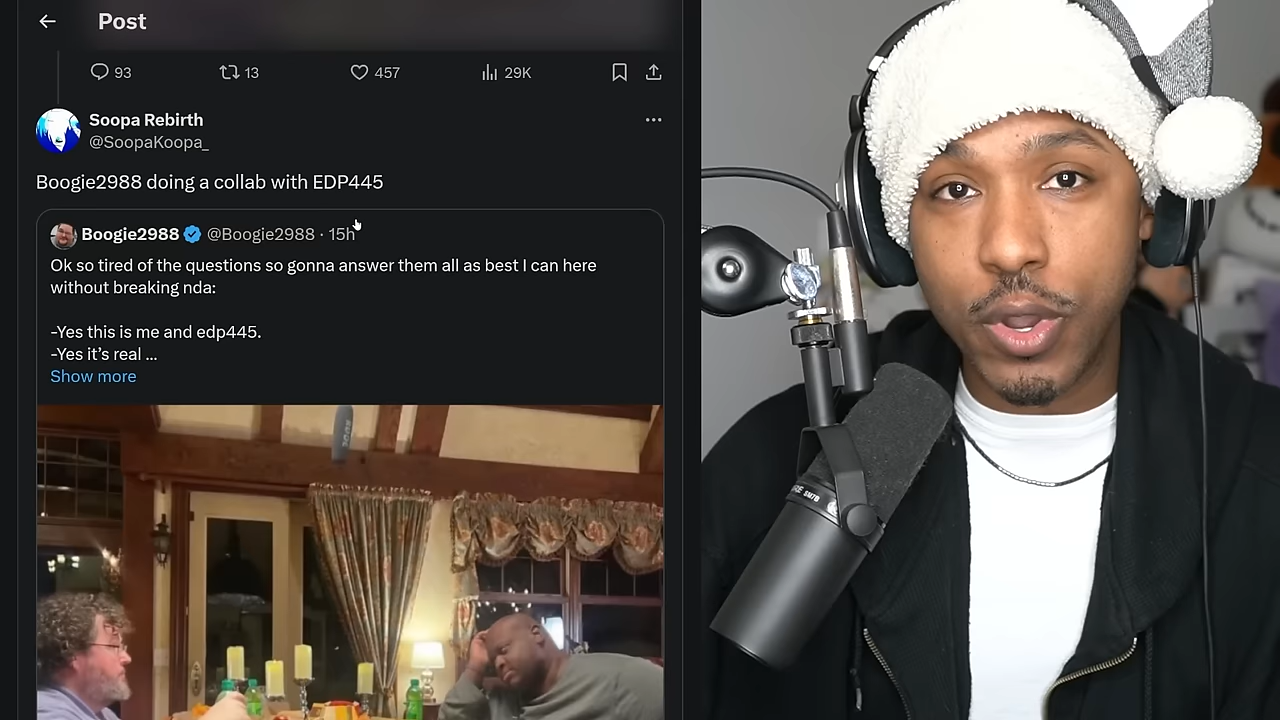 Post
93 13 457 29K
Soopa Rebirth
@SoopaKoopa_
Boogie2988 doing a collab with EDP445
Boogie2988 @Boogie2988 · 15h
Ok so tired of the questions so gonna answer them all as best I can here
without breaking nda:
-Yes this is me and edp445.
-Yes it’s real ...
Show more
SM7B